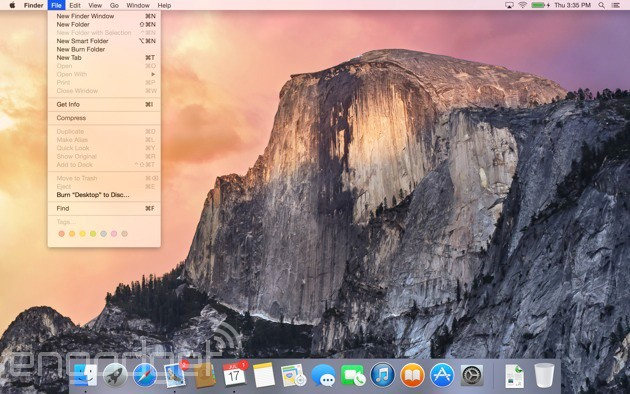 Finder File Edit View Go Window Help Thu 3:35 PM
New Finder Window ⌘N
New Folder ⇧⌘N
New Folder with Selection ^⌘N
New Smart Folder ⌥⌘N
New Burn Folder
New Tab ⌘T
Open ⌘O
Open With
Print ⌘P
Close Window ⌘W
Get Info ⌘I
Compress
Duplicate ⌘D
Make Alias ⌘L
Quick Look ⌘Y
Show Original ⌘R
Add to Dock ^⇧⌘T
Move to Trash ⌘⌫
Eject ⌘E
Burn "Desktop" to Disc...
Find ⌘F
Tags...
engadget
JUL
17